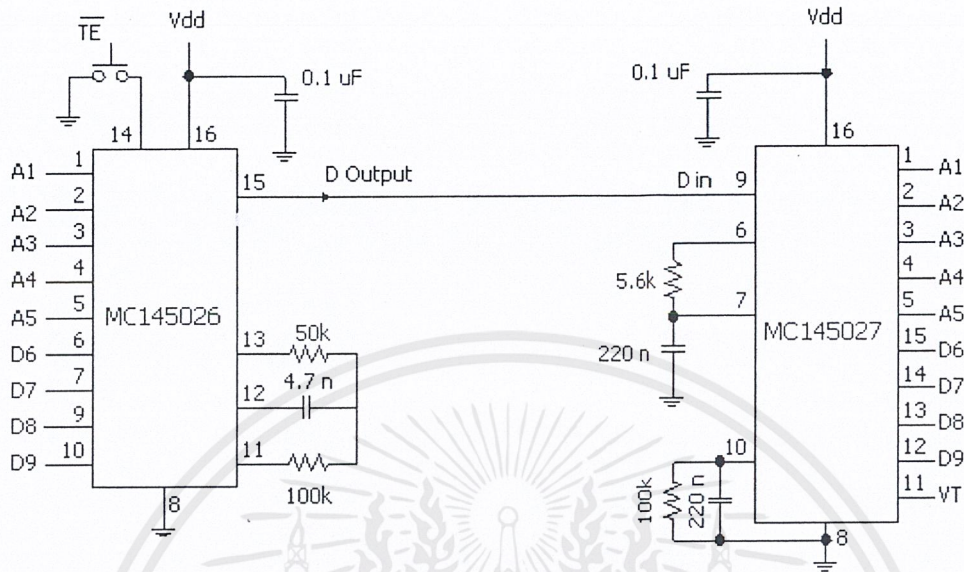 TE
Vdd
0.1 uF
14
16
A1
1
A2
2
A3
3
A4
4
A5
5
D6
6
D7
7
D8
9
D9
10
MC145026
15
D Output
13
50k
4.7 n
12
11
100k
8
Vdd
0.1 uF
16
D in
9
6
5.6k
7
220 n
MC145027
10
100k
220 n
8
1
A1
2
A2
3
A3
4
A4
5
A5
15
D6
14
D7
13
D8
12
D9
11
VT